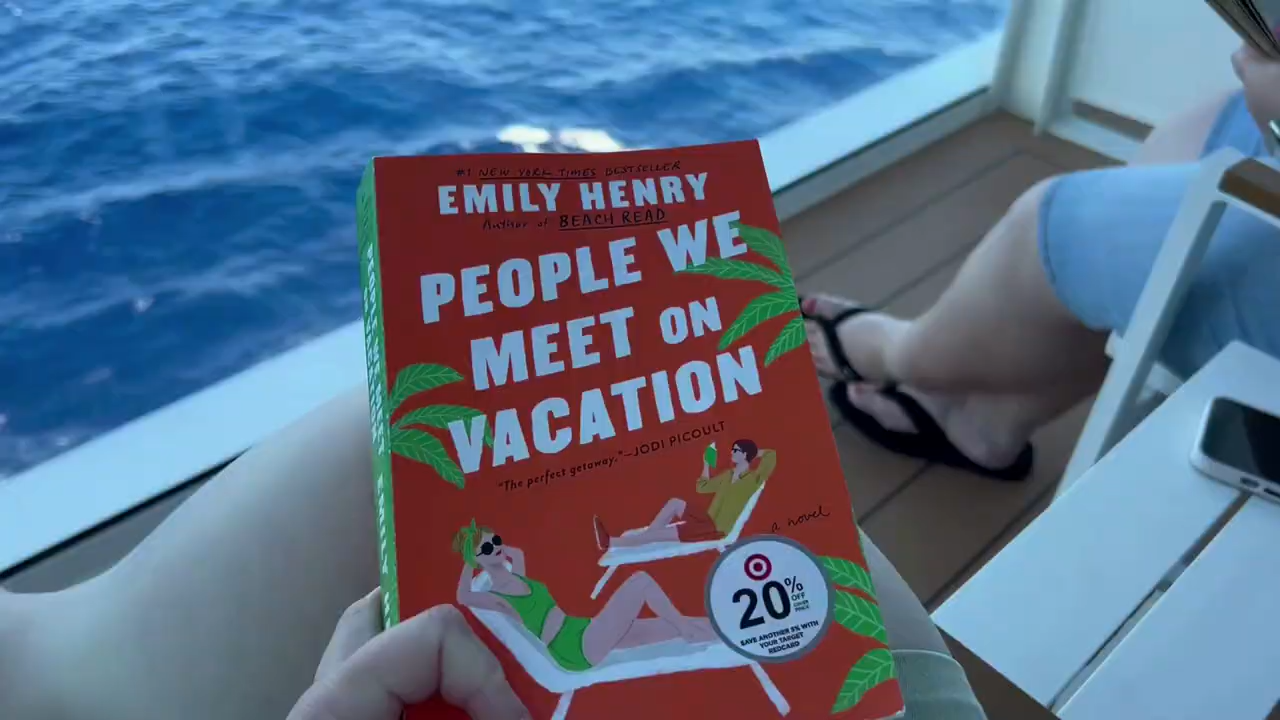 #1 NEW YORK TIMES BESTSELLER
EMILY HENRY
Author of BEACH READ
PEOPLE WE
MEET ON
VACATION
"The perfect getaway."—JODI PICOULT
a novel
20% OFF
SAVE ANOTHER 5% WITH
YOUR TARGET
REDCARD